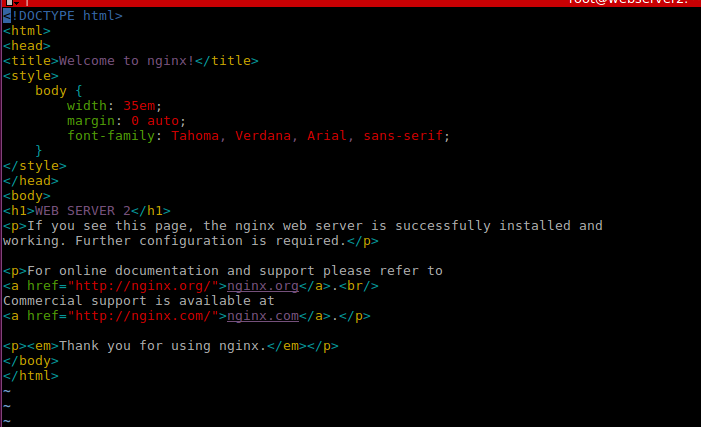 root@webserver2:
<!DOCTYPE html>
<html>
<head>
<title>Welcome to nginx!</title>
<style>
    body {
        width: 35em;
        margin: 0 auto;
        font-family: Tahoma, Verdana, Arial, sans-serif;
    }
</style>
</head>
<body>
<h1>WEB SERVER 2</h1>
<p>If you see this page, the nginx web server is successfully installed and
working. Further configuration is required.</p>

<p>For online documentation and support please refer to
<a href="http://nginx.org/">nginx.org</a>.<br/>
Commercial support is available at
<a href="http://nginx.com/">nginx.com</a>.</p>

<p><em>Thank you for using nginx.</em></p>
</body>
</html>
~
~
~